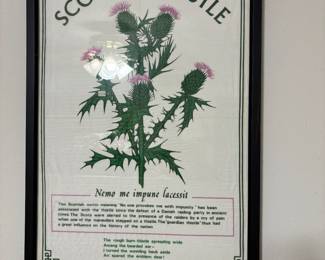 SCO TLE
Nemo me impune lacessit
The Scottish motto meaning "No one provokes me with impunity" has been
associated with the thistle since the defeat of a Danish raiding party in ancient
times. The Scots were alerted to the presence of the raiders by a cry of pain
when one of the marauders stepped on a thistle. The "guardian thistle" thus had
a great influence on the history of the nation.
The rough burr-thistle spreading wide
Among the bearded bear,
I turned the weeding heuk aside
An' spared the emblem dear!